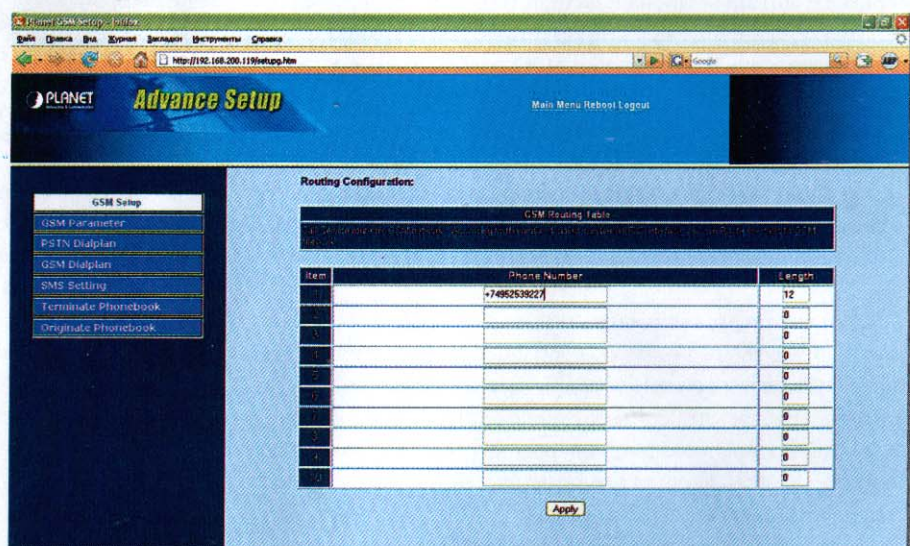 Planet GSM Setup - Jolifox
Файл Правка Вид Журнал Закладки Инструменты Справка
http://192.168.200.119/setupg.htm
Google
ABP
PLANET
Advance Setup
Main Menu Reboot Logout
GSM Setup
GSM Parameter
PSTN Dialplan
GSM Dialplan
SMS Setting
Terminate Phonebook
Originate Phonebook
Routing Configuration:
GSM Routing Table
Item Phone Number Length
+74952539227 12
0
0
0
0
0
0
0
0
0
Apply